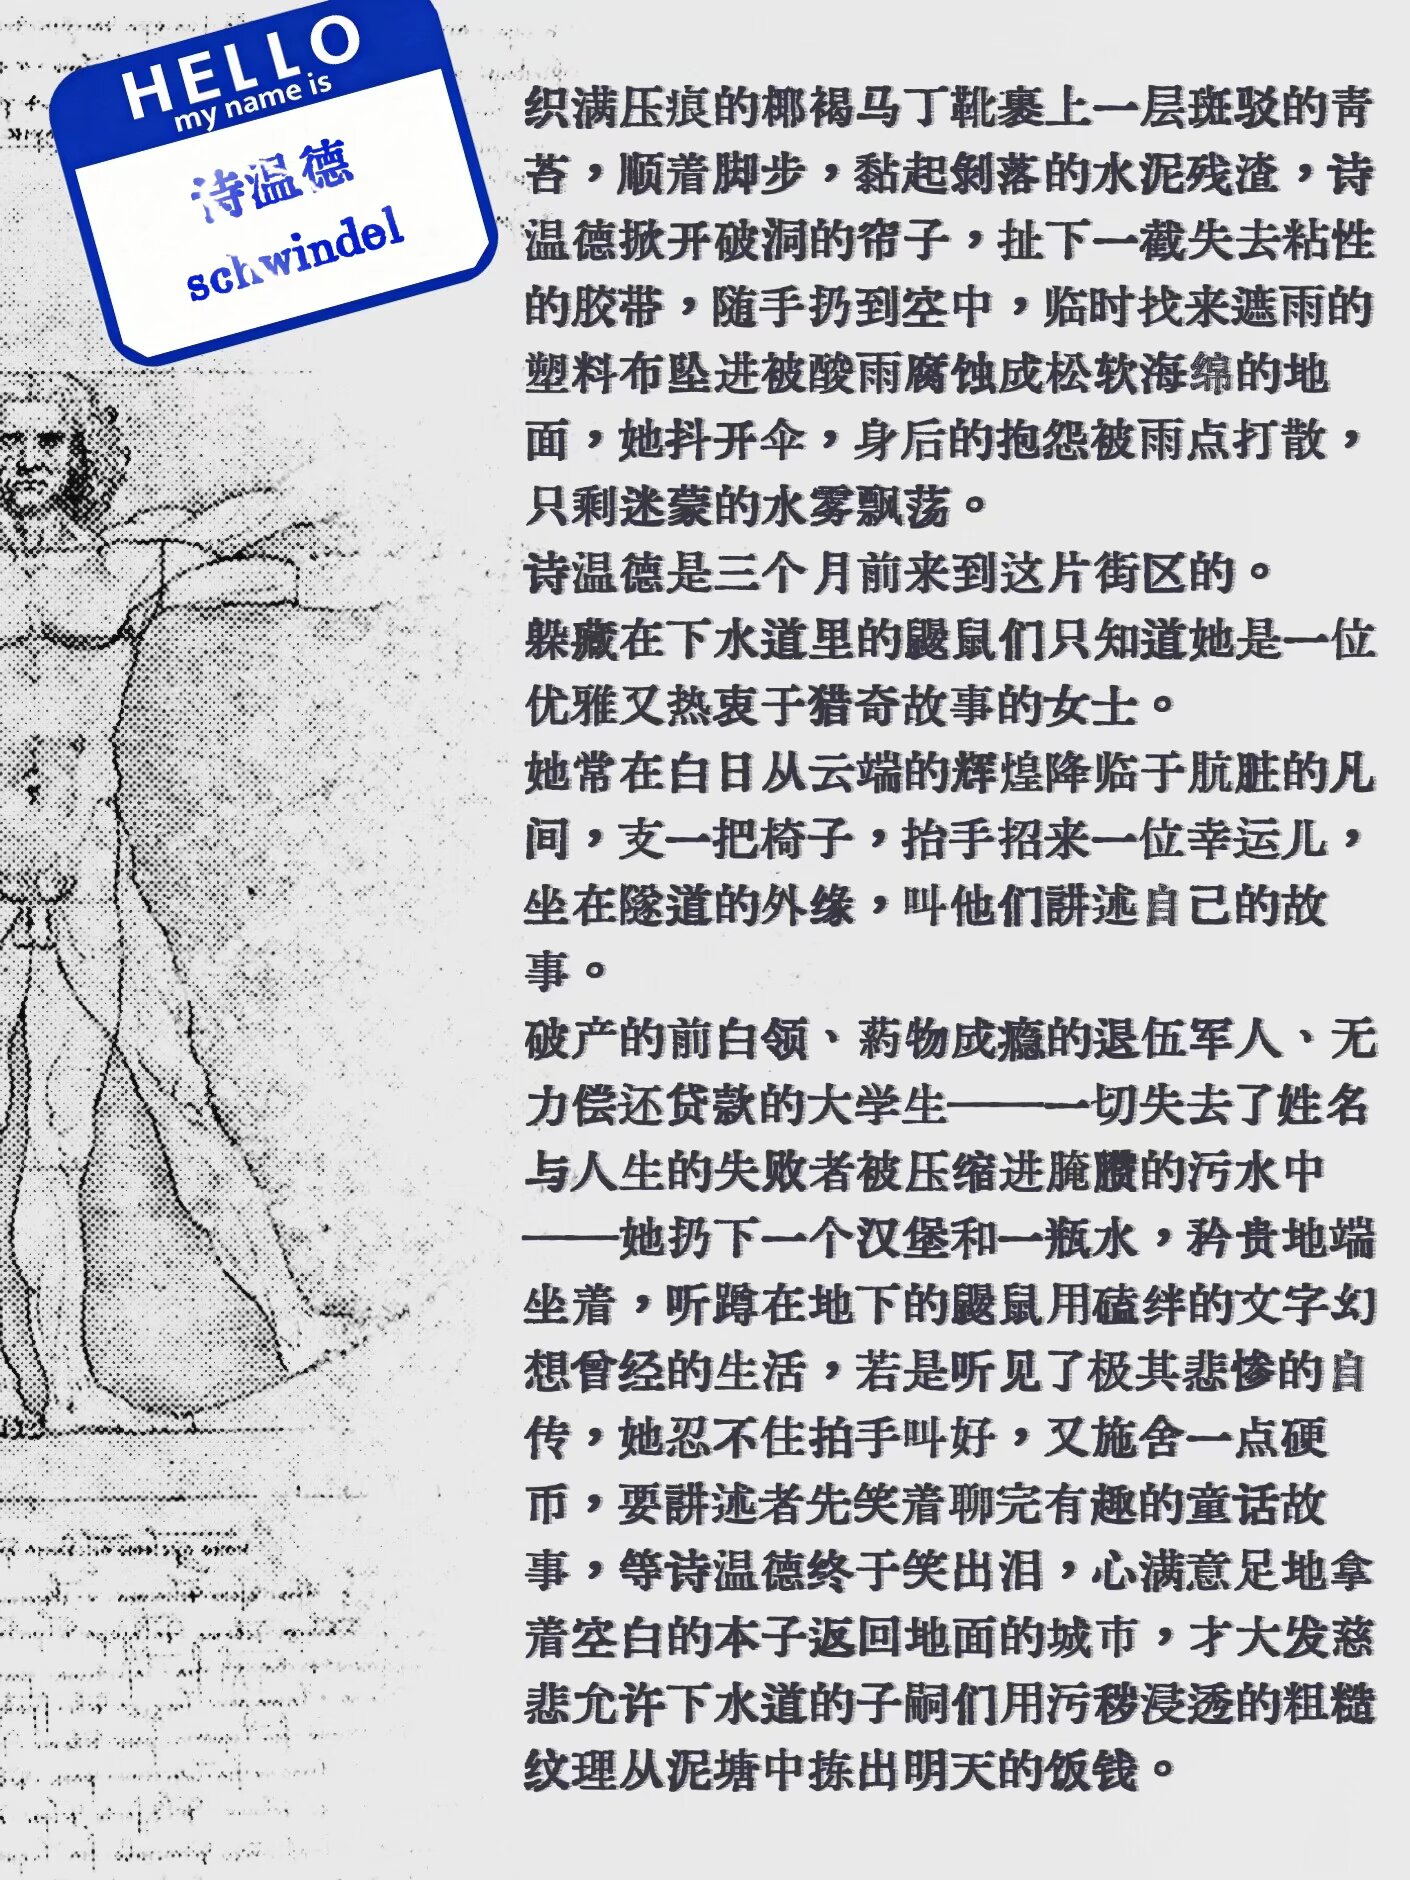 HELLO
my name is
诗温德
schwindel
织满压痕的椰褐马丁靴裹上一层斑驳的青
苔，顺着脚步，黏起剝落的水泥残渣，诗
温德掀开破洞的帘子，扯下一截失去粘性
的胶带，随手扔到空中，临时找来遮雨的
塑料布坠进被酸雨腐蚀成松软海绵的地
面，她抖开伞，身后的抱怨被雨点打散，
只剩迷蒙的水雾飘荡。
诗温德是三个月前来到这片街区的。
躲藏在下水道里的鼹鼠们只知道她是一位
优雅又热衷于猎奇故事的女士。
她常在白日从云端的辉煌降临于肮脏的凡
间，支一把椅子，抬手招来一位幸运儿，
坐在隧道的外缘，叫他们讲述自己的故
事。
破产的前白领、药物成瘾的退伍军人、无
力偿还贷款的大学生——一切失去了姓名
与人生的失败者被压缩进腌臜的污水中
——她扔下一个汉堡和一瓶水，矜贵地端
坐着，听蹲在地下的鼹鼠用磕绊的文字幻
想曾经的生活，若是听见了极其悲惨的自
传，她忍不住拍手叫好，又施舍一点硬
币，要讲述者先笑着聊完有趣的童话故
事，等诗温德终于笑出泪，心满意足地拿
着空白的本子返回地面的城市，才大发慈
悲允许下水道的子嗣们用污秽浸透的粗糙
纹理从泥塘中拣出明天的饭钱。